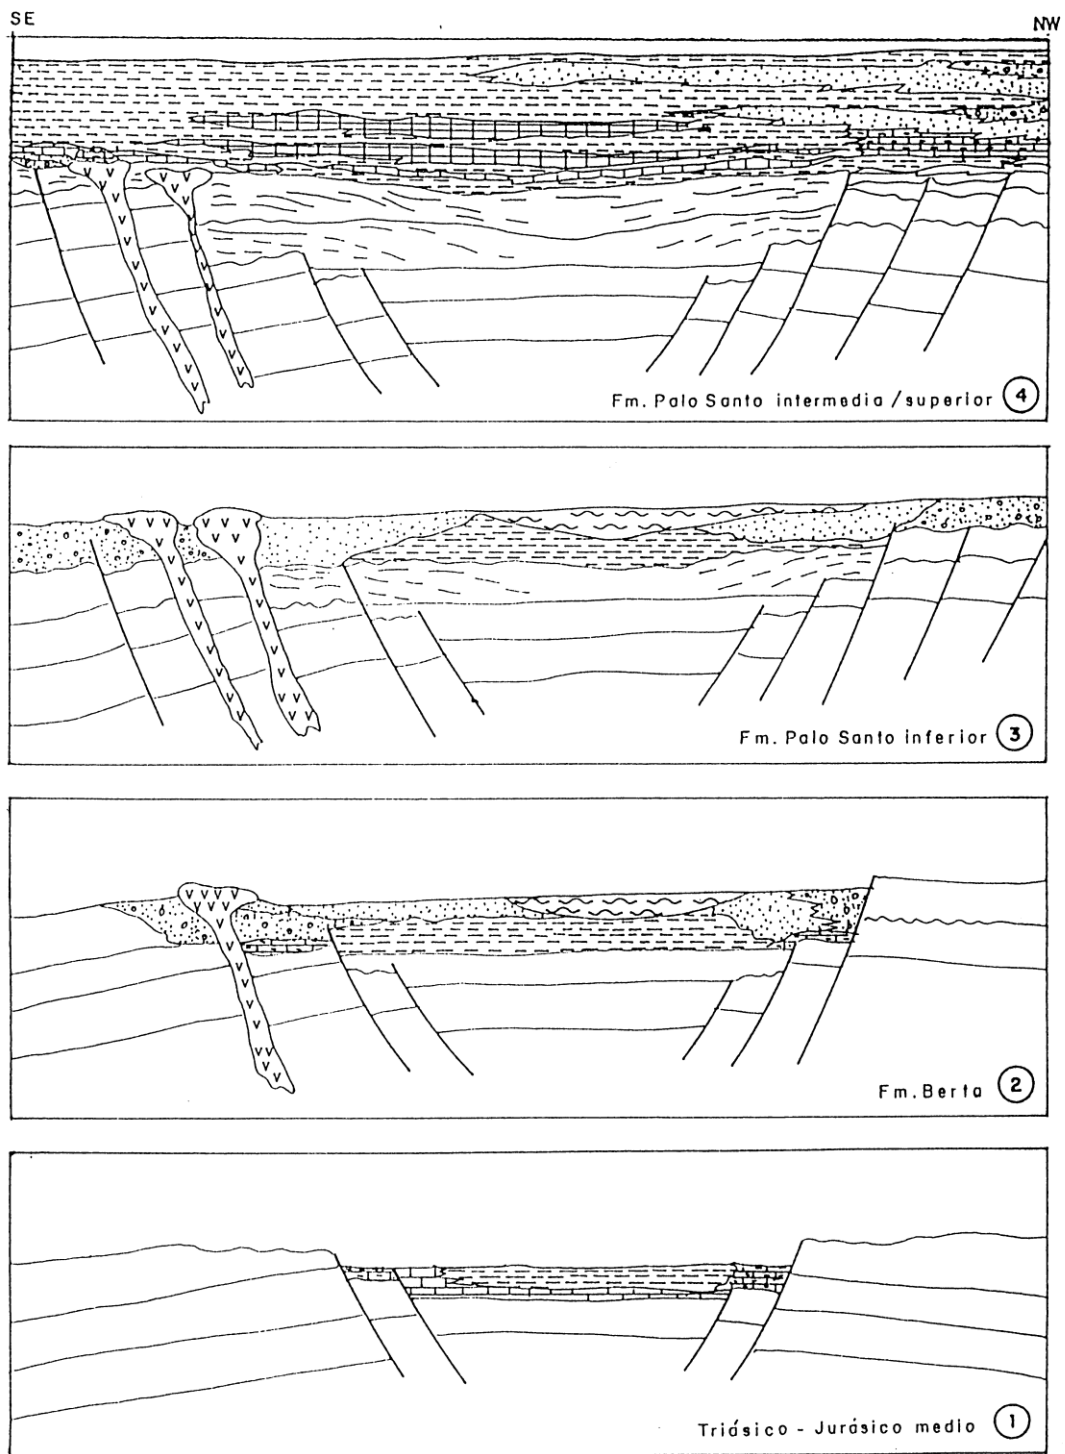 SE
NW
Fm. Palo Santo intermedia/superior 4
Fm. Palo Santo inferior 3
Fm. Berta 2
Triásico - Jurásico medio 1